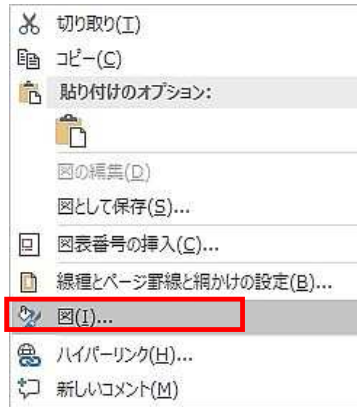 切り取り(T)
コピー(C)
貼り付けのオプション:
図の編集(D)
図として保存(S)...
図表番号の挿入(C)...
線種とページ罫線と網かけの設定(B)...
図(I)...
ハイパーリンク(H)...
新しいコメント(M)